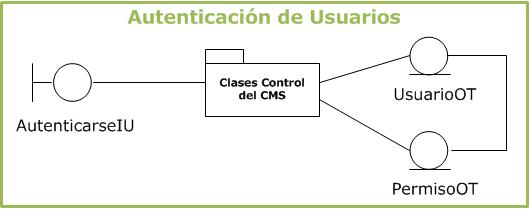 Autenticación de Usuarios
Clases Control
del CMS
UsuarioOT
AutenticarseIU
PermisoOT